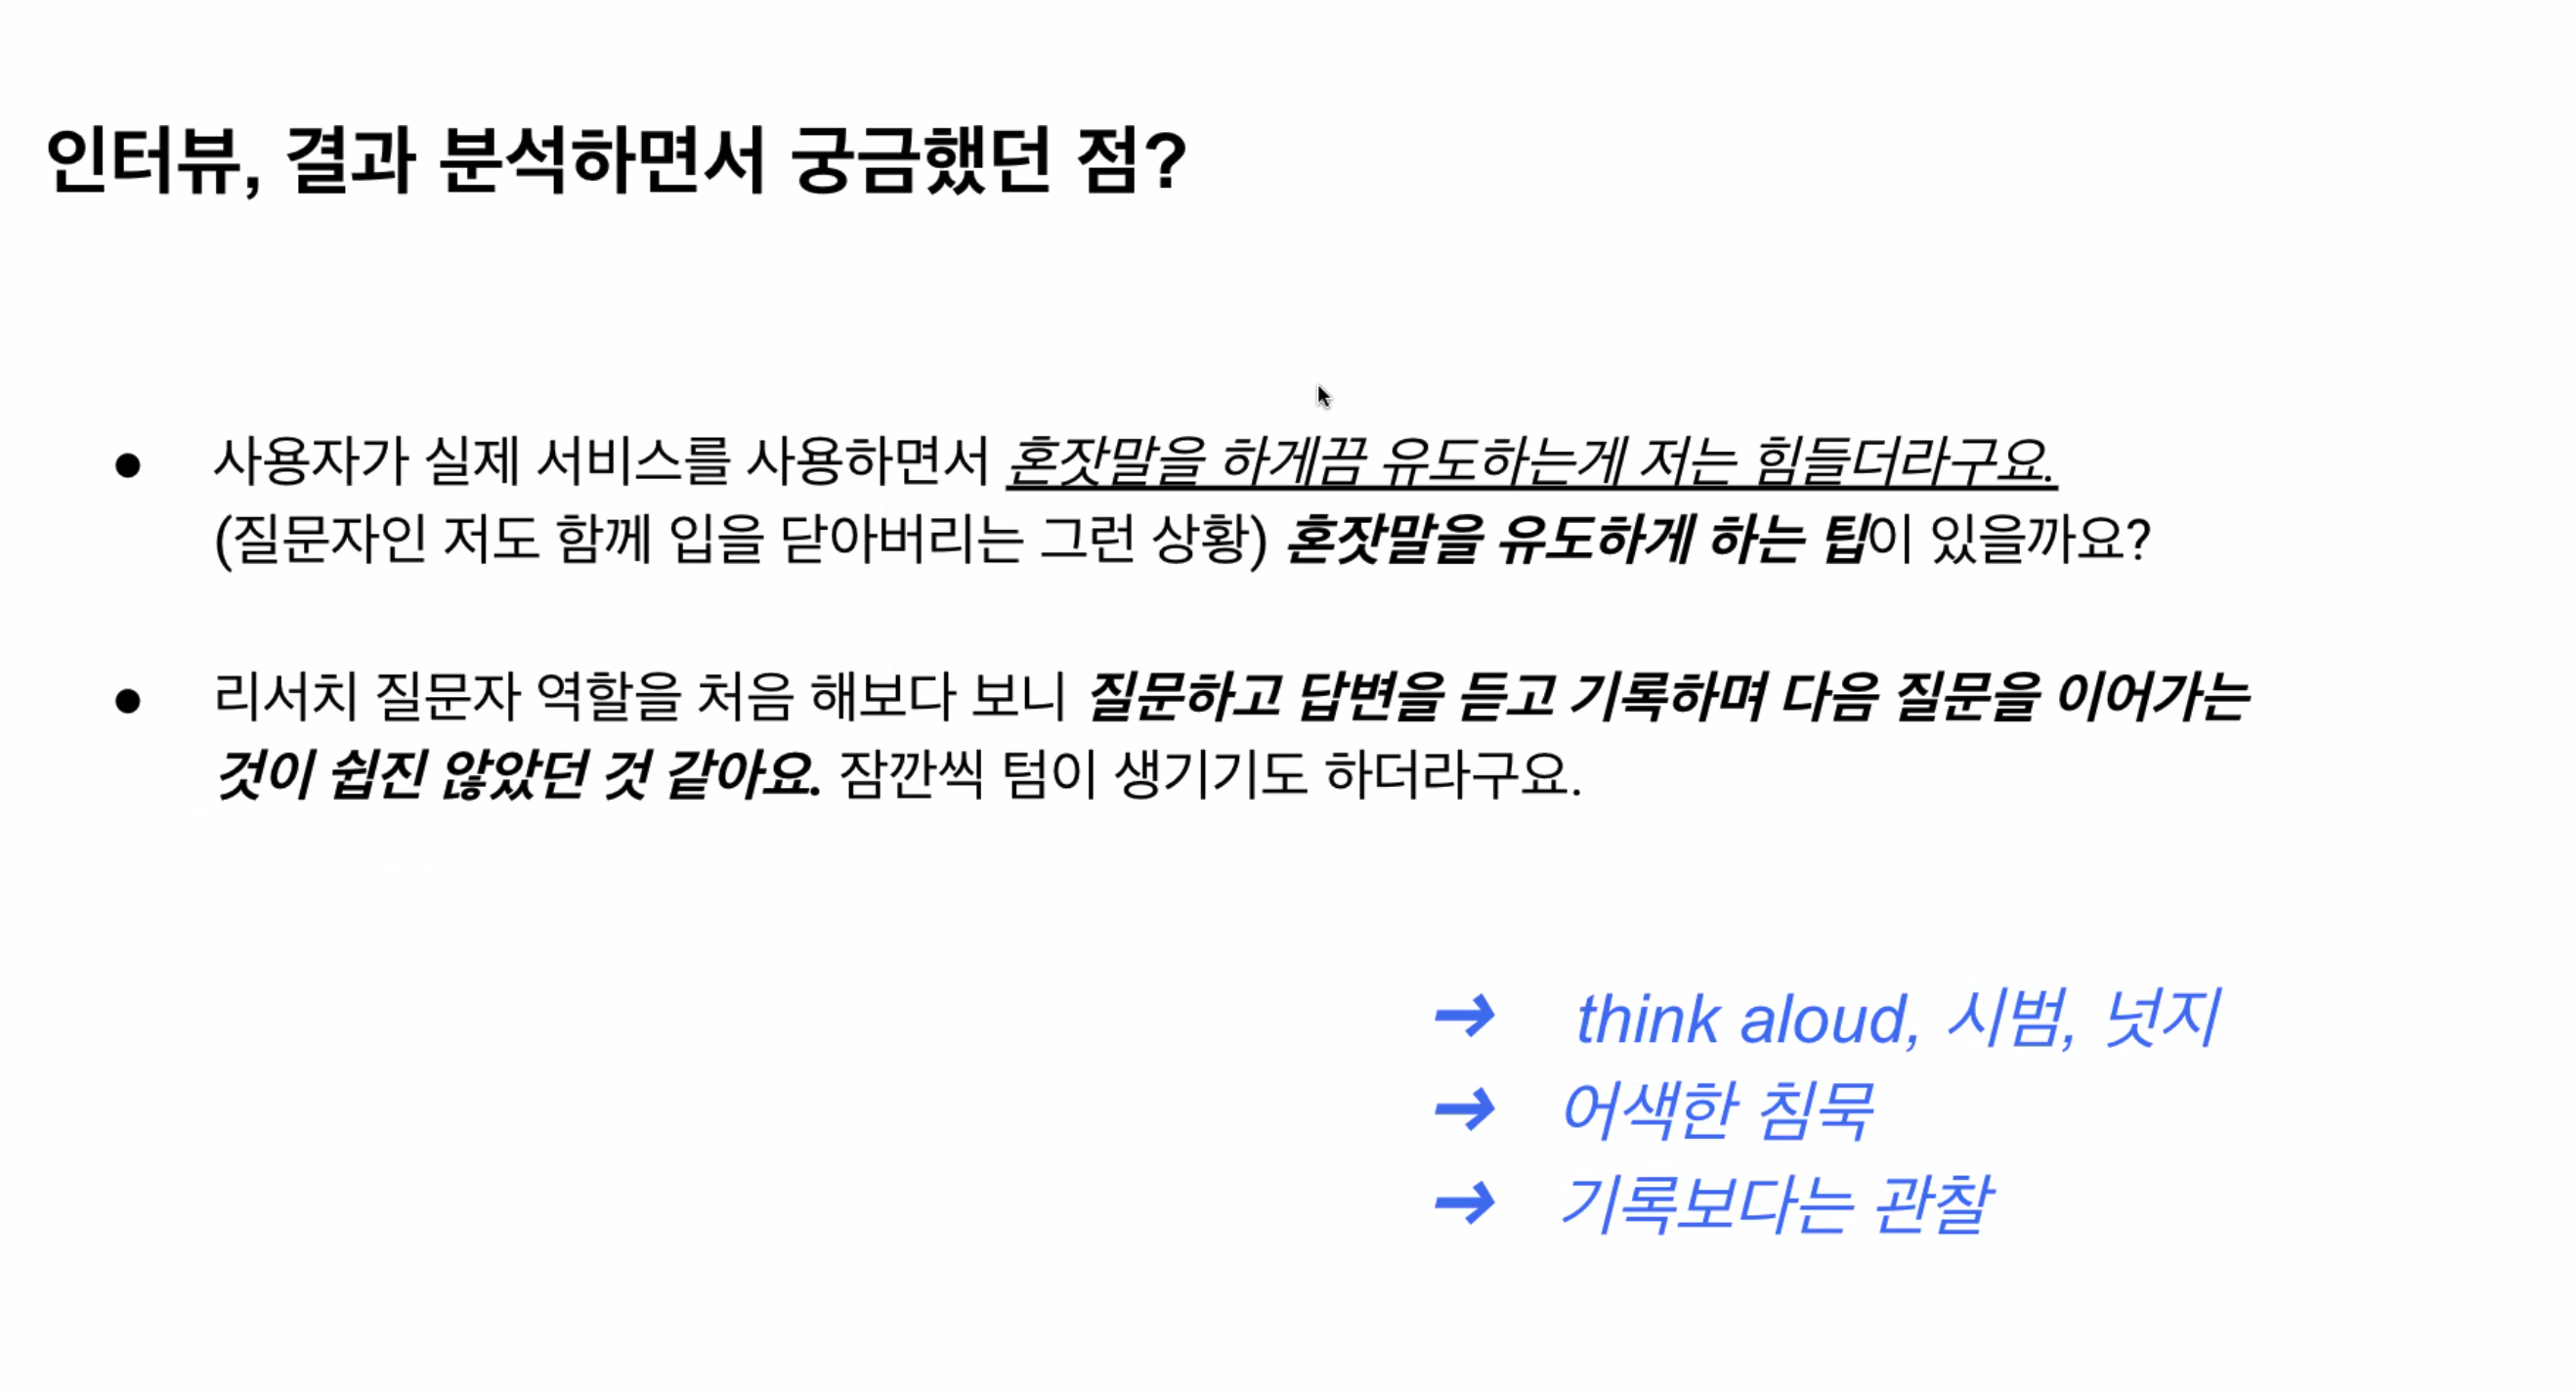 인터뷰, 결과 분석하면서 궁금했던 점?
● 사용자가 실제 서비스를 사용하면서 혼잣말을 하게끔 유도하는게 저는 힘들더라구요.
(질문자인 저도 함께 입을 닫아버리는 그런 상황) 혼잣말을 유도하게 하는 팁이 있을까요?
● 리서치 질문자 역할을 처음 해보다 보니 질문하고 답변을 듣고 기록하며 다음 질문을 이어가는
것이 쉽진 않았던 것 같아요. 잠깐씩 텀이 생기기도 하더라구요.
➔ think aloud, 시범, 넛지
➔ 어색한 침묵
➔ 기록보다는 관찰